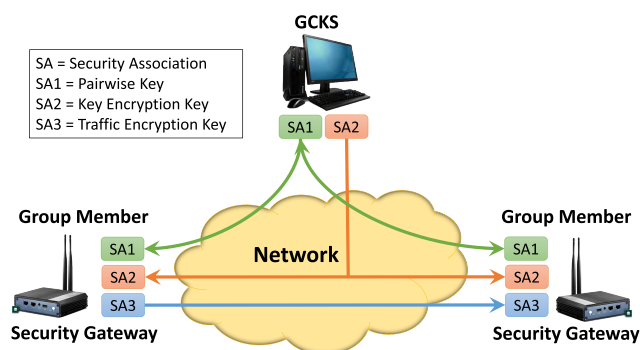 GCKS
SA = Security Association
SA1 = Pairwise Key
SA2 = Key Encryption Key
SA3 = Traffic Encryption Key
SA1 SA2
Group Member
Group Member
SA1
SA1
Network
SA2
SA2
SA3
SA3
Security Gateway
Security Gateway